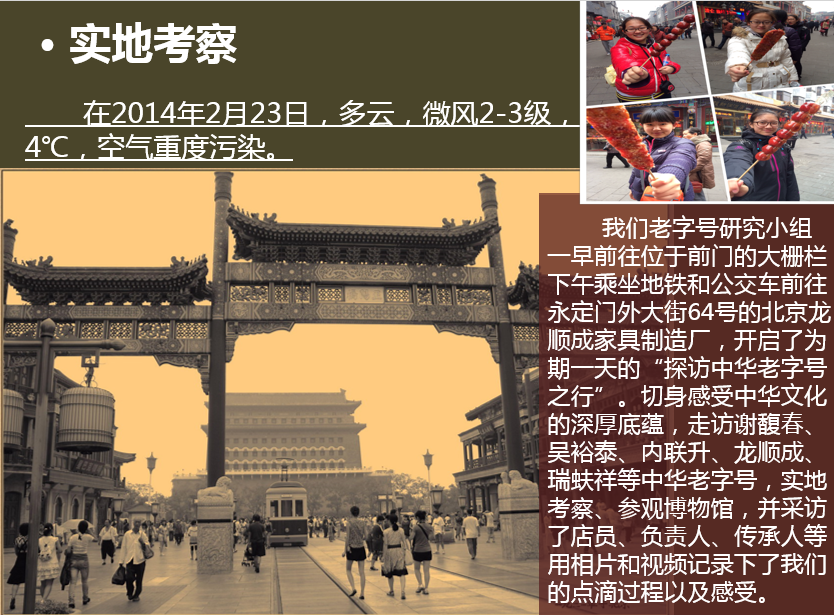 • 实地考察
在2014年2月23日，多云，微风2-3级，
4℃，空气重度污染。
我们老字号研究小组
一早前往位于前门的大栅栏
下午乘坐地铁和公交车前往
永定门外大街64号的北京龙
顺成家具制造厂，开启了为
期一天的“探访中华老字号
之行”。切身感受中华文化
的深厚底蕴，走访谢馥春、
吴裕泰、内联升、龙顺成、
瑞蚨祥等中华老字号，实地
考察、参观博物馆，并采访
了店员、负责人、传承人等
用相片和视频记录下了我们
的点滴过程以及感受。